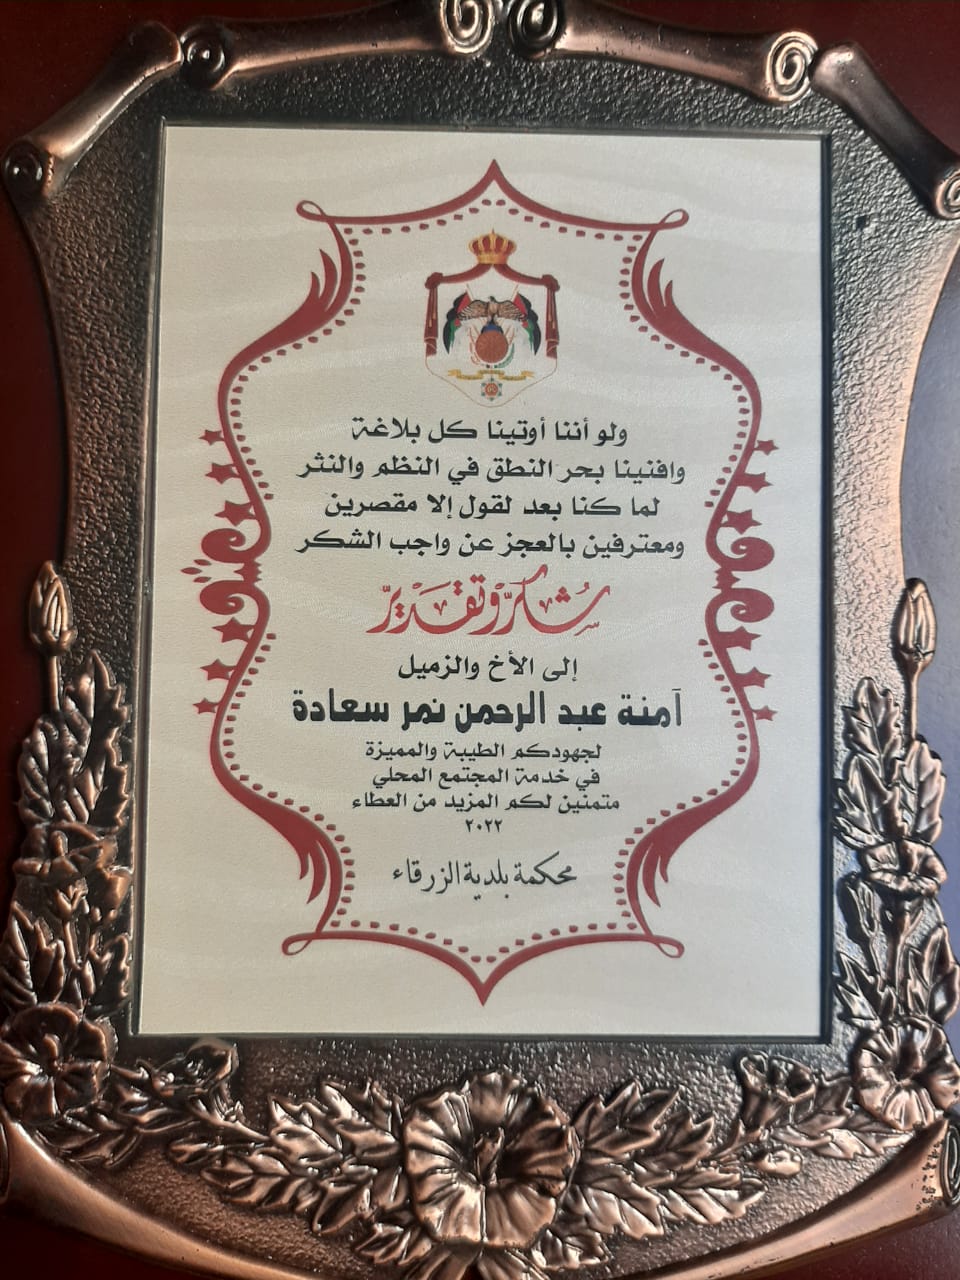 ولو أننا أوتينا كل بلاغة
وافنينا بحر النطق في النظم والنثر
لما كنا بعد لقول إلا مقصرين
ومعترفين بالعجز عن واجب الشكر
شكر وتقدير
إلى الأخ والزميل
آمنة عبد الرحمن نمر سعادة
لجهودكم الطيبة والمميزة
في خدمة المجتمع المحلي
متمنين لكم المزيد من العطاء
٢٠٢٢
محكمة بلدية الزرقاء